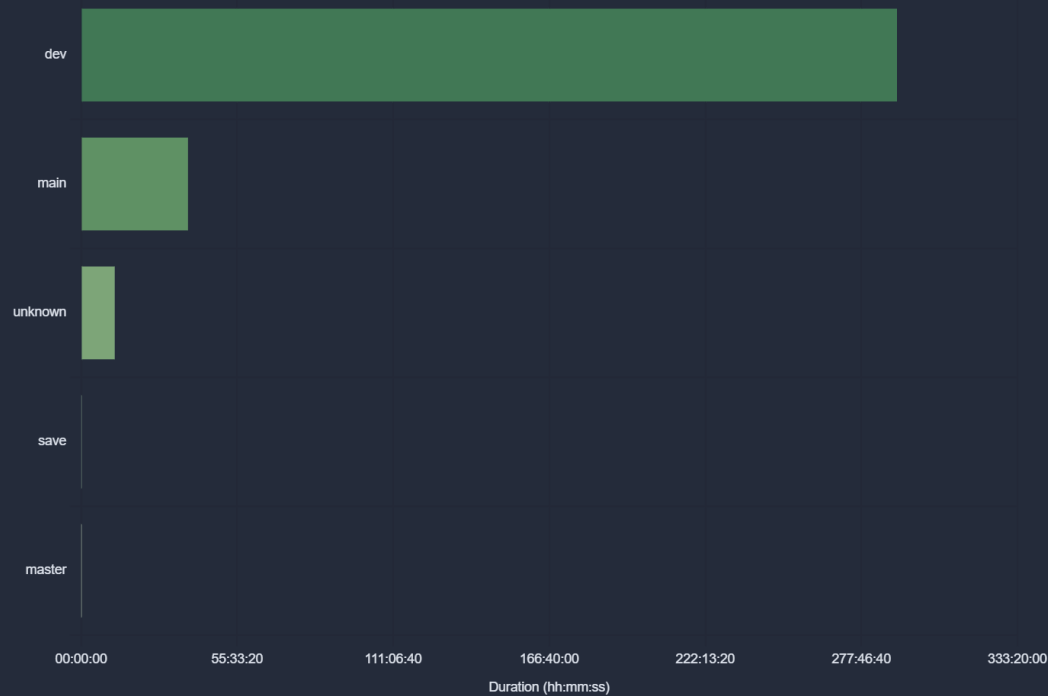 dev
main
unknown
save
master
00:00:00 55:33:20 111:06:40 166:40:00 222:13:20 277:46:40 333:20:00
Duration (hh:mm:ss)